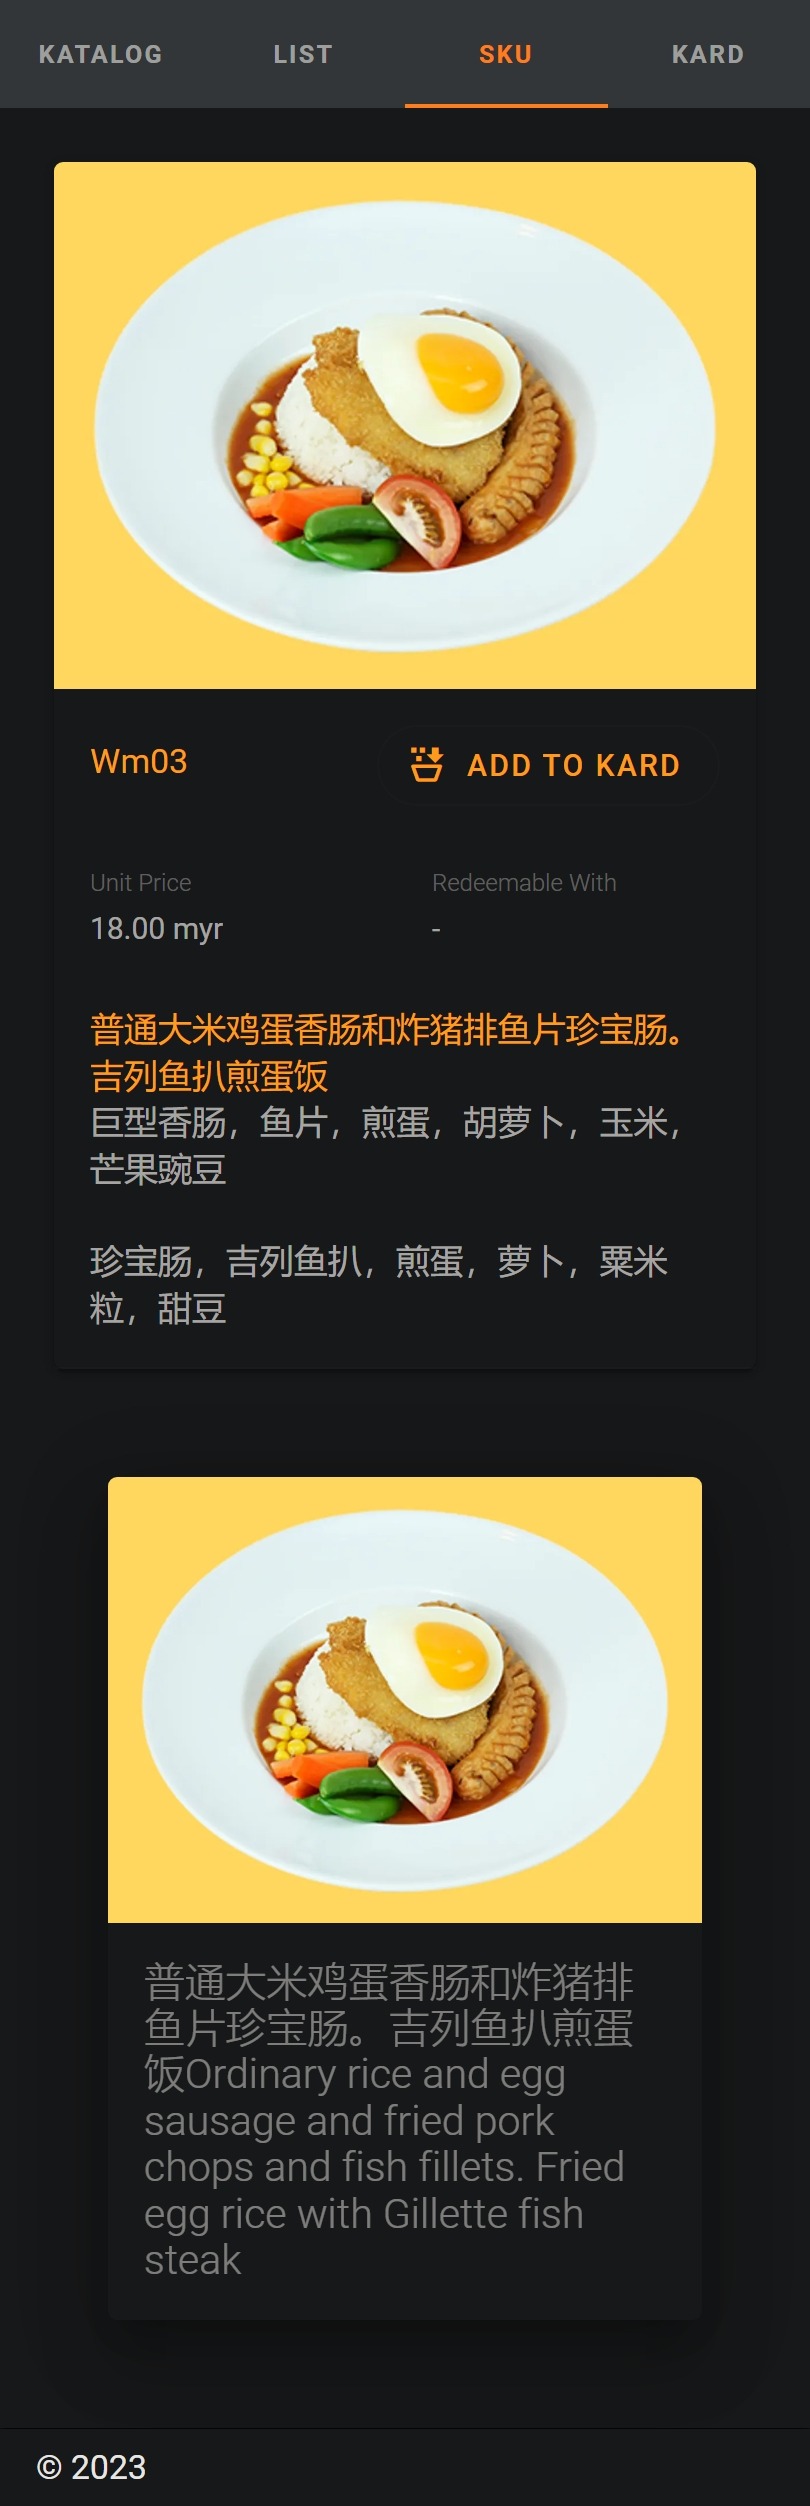 KATALOG LIST SKU KARD
Wm03 ADD TO KARD
Unit Price Redeemable With
18.00 myr -
普通大米鸡蛋香肠和炸猪排鱼片珍宝肠。
吉列鱼扒煎蛋饭
巨型香肠，鱼片，煎蛋，胡萝卜，玉米，
芒果豌豆
珍宝肠，吉列鱼扒，煎蛋，萝卜，粟米
粒，甜豆
普通大米鸡蛋香肠和炸猪排
鱼片珍宝肠。吉列鱼扒煎蛋
饭Ordinary rice and egg
sausage and fried pork
chops and fish fillets. Fried
egg rice with Gillette fish
steak
© 2023